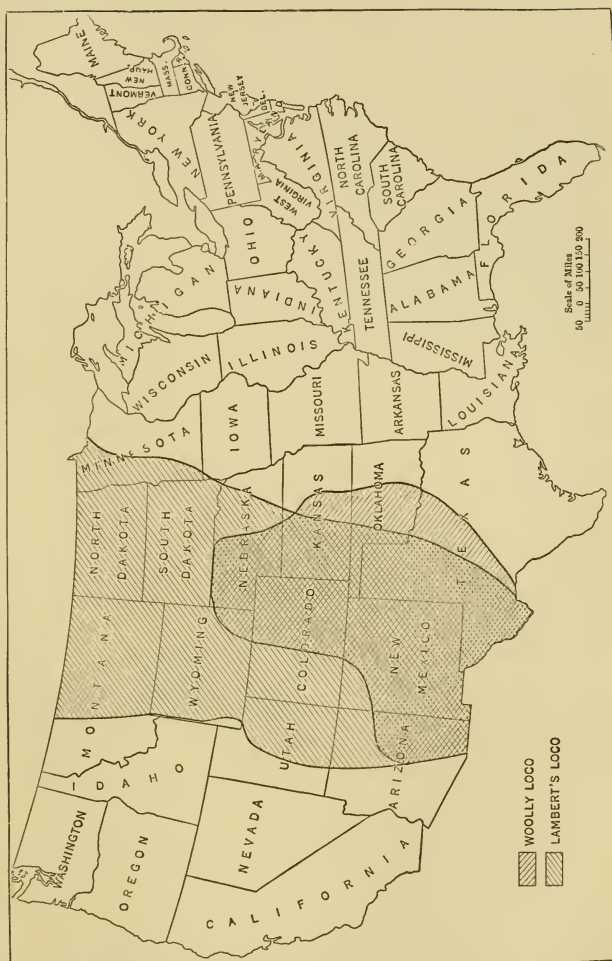 WASHINGTON
OREGON
CALIFORNIA
NEVADA
IDAHO
MONTANA
WYOMING
UTAH
COLORADO
ARIZONA
NEW MEXICO
NORTH DAKOTA
SOUTH DAKOTA
NEBRASKA
KANSAS
OKLAHOMA
TEXAS
MINNESOTA
IOWA
MISSOURI
ARKANSAS
LOUISIANA
WISCONSIN
ILLINOIS
MICHIGAN
INDIANA
OHIO
KENTUCKY
TENNESSEE
MISSISSIPPI
ALABAMA
GEORGIA
FLORIDA
SOUTH CAROLINA
NORTH CAROLINA
VIRGINIA
WEST VIRGINIA
PENNSYLVANIA
NEW YORK
VERMONT
NEW HAMP.
MAINE
MASS.
CONN.
NEW JERSEY
DEL.
WOOLLY LOCO
LAMBERT'S LOCO
Scale of Miles
50 0 50 100 150 200